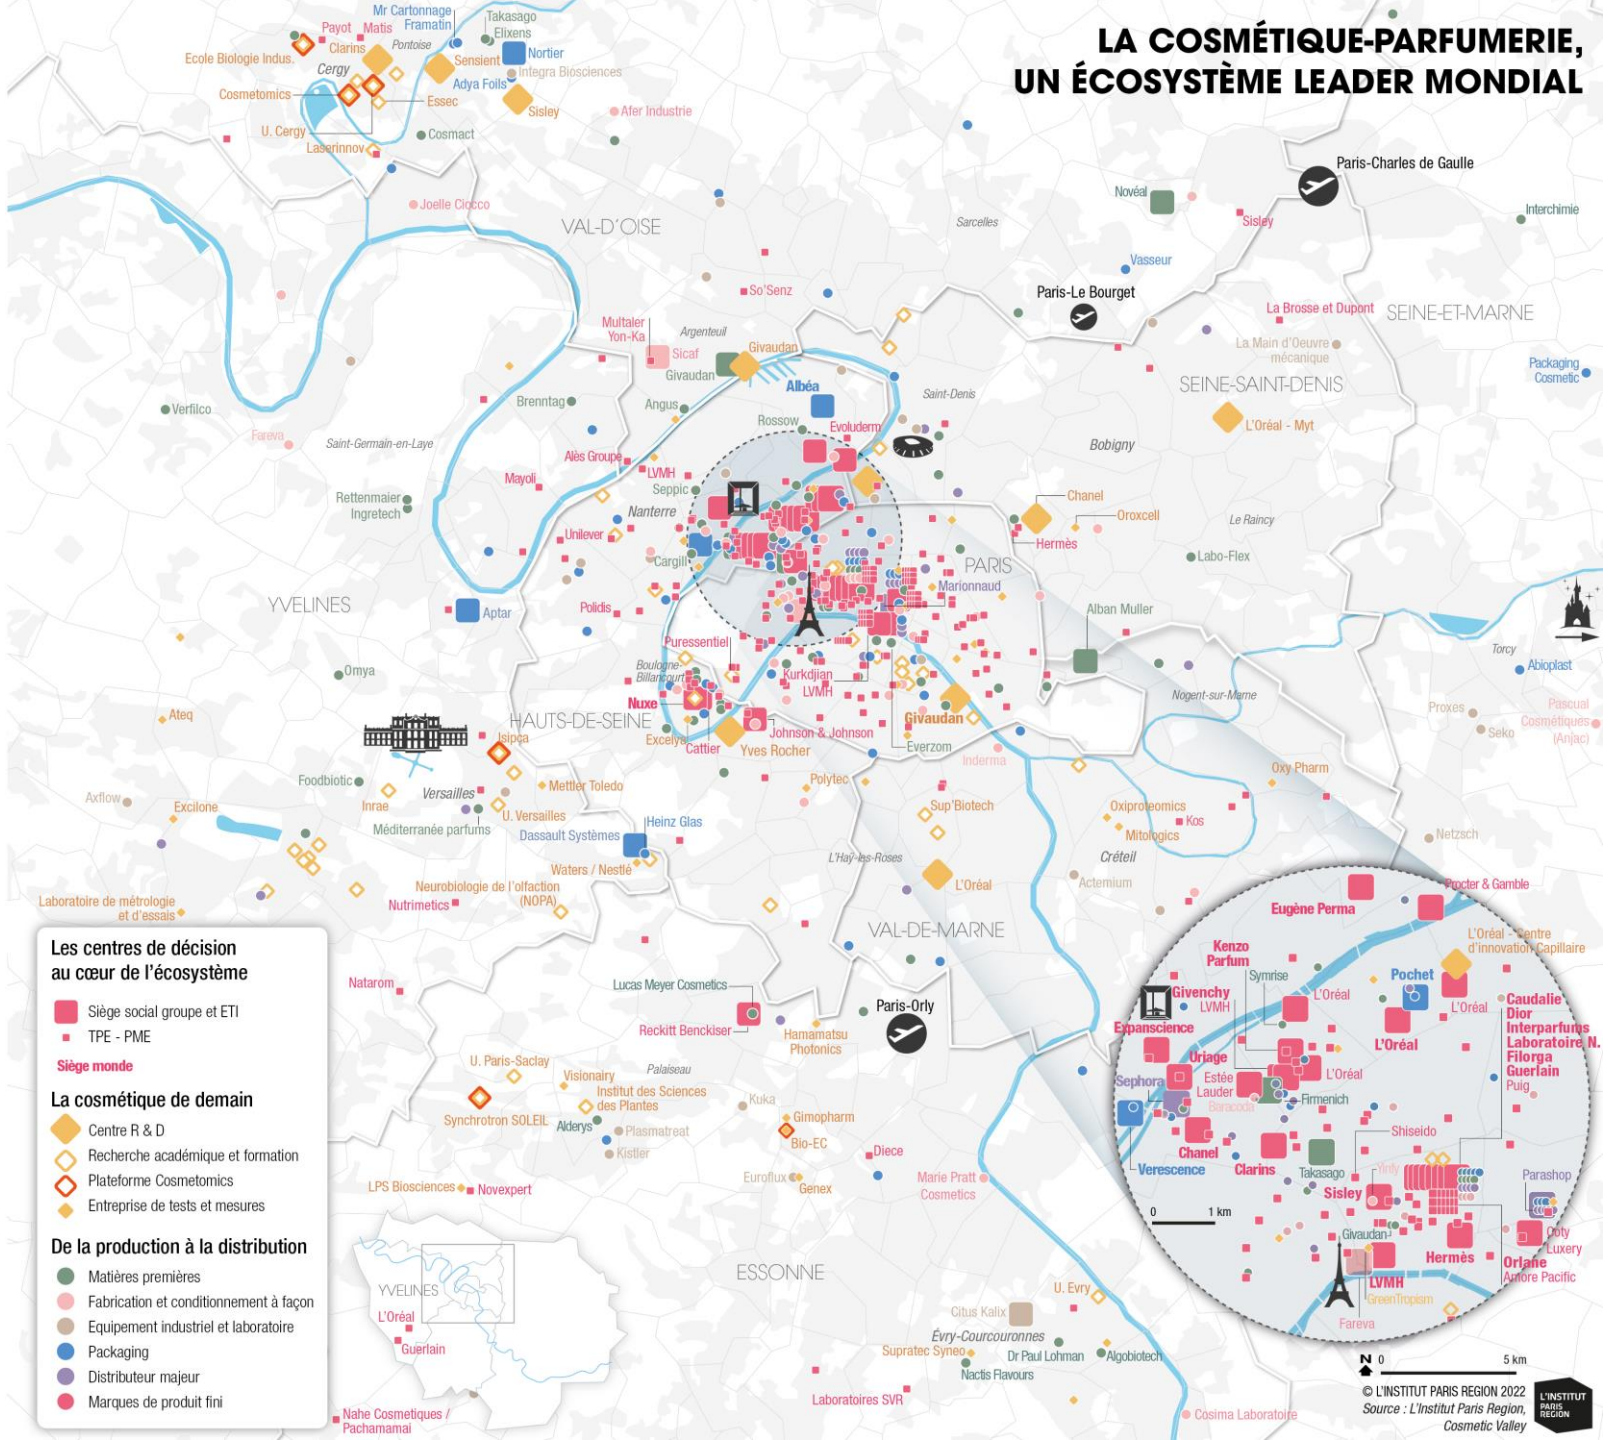 LA COSMÉTIQUE-PARFUMERIE,
UN ÉCOSYSTÈME LEADER MONDIAL
Mr Cartonnage
Framatin
Takasago
Elixens
Payot
Matis
Clarins
Pontoise
Nortier
Ecole Biologie Indus.
Cergy
Sensient
Integra Biosciences
Adya Foils
Cosmetomics
Essec
Sisley
Afer Industrie
U. Cergy
Cosmact
Laserinnov
Paris-Charles de Gaulle
Novéal
Joelle Ciocco
Interchimie
VAL-D'OISE
Sarcelles
Sisley
Vasseur
So'Senz
Paris-Le Bourget
La Brosse et Dupont
SEINE-ET-MARNE
Multaler
Yon-Ka
Argenteuil
Sicaf
Givaudan
Givaudan
La Main d'Oeuvre
mécanique
Packaging
Cosmetic
SEINE-SAINT-DENIS
Albéa
Saint-Denis
Brenntag
Angus
Verfilco
Rossow
Evoluderm
L'Oréal - Myt
Fareva
Saint-Germain-en-Laye
Bobigny
Alès Groupe
LVMH
Mayoli
Seppic
Rettenmaier
Ingretech
Nanterre
Chanel
Oroxcell
Le Raincy
Unilever
Hermès
Cargill
Labo-Flex
PARIS
Marionnaud
YVELINES
Aptar
Polidis
Alban Muller
Puressentiel
Torcy
Omya
Boulogne-
Billancourt
Kurkdjian
LVMH
Abioplast
Nogent-sur-Marne
Nuxe
Ateq
HAUTS-DE-SEINE
Givaudan
Proxes
Pascual
Cosmétiques
(Anjac)
Isipca
Excelya
Johnson & Johnson
Seko
Cattier
Yves Rocher
Everzom
Inderma
Foodbiotic
Oxy Pharm
Mettler Toledo
Polytec
Axflow
Excilone
Inrae
Versailles
U. Versailles
Sup'Biotech
Oxiproteomics
Kos
Méditerranée parfums
Dassault Systèmes
Heinz Glas
Mitologics
Netzsch
L'Haÿ-les-Roses
Créteil
Waters / Nestlé
L'Oréal
Actemium
Laboratoire de métrologie
et d'essais
Neurobiologie de l'olfaction
(NOPA)
Nutrimetics
VAL-DE-MARNE
Procter & Gamble
Eugène Perma
Kenzo
Parfum
L'Oréal - Centre
d'innovation Capillaire
Symrise
Pochet
Givenchy
LVMH
L'Oréal
L'Oréal
Expanscience
L'Oréal
Caudalie
Dior
Interparfums
Laboratoire N.
Filorga
Guerlain
Puig
Uriage
Sephora
Estée
Lauder
L'Oréal
Baracoda
Firmenich
Chanel
Clarins
Shiseido
Verescence
Takasago
Yinly
Parashop
Sisley
0 1 km
Givaudan
Hermès
Coty
Luxery
LVMH
Orlane
Amore Pacific
GreenTropism
Fareva
Natarom
Lucas Meyer Cosmetics
Paris-Orly
Reckitt Benckiser
Hamamatsu
Photonics
U. Paris-Saclay
Palaiseau
Visionairy
Institut des Sciences
des Plantes
Synchrotron SOLEIL
Alderys
Kuka
Gimopharm
Plasmatreat
Bio-EC
Kistler
Diece
LPS Biosciences
Novexpert
Euroflux
Genex
Marie Pratt
Cosmetics
ESSONNE
U. Evry
Citus Kalix
Évry-Courcouronnes
Supratec Syneo
Dr Paul Lohman
Algobiotech
Nactis Flavours
Laboratoires SVR
Cosima Laboratoire
YVELINES
L'Oréal
Guerlain
Nahe Cosmetiques /
Pachamamai
Les centres de décision
au cœur de l'écosystème
Siège social groupe et ETI
TPE - PME
Siège monde
La cosmétique de demain
Centre R & D
Recherche académique et formation
Plateforme Cosmetomics
Entreprise de tests et mesures
De la production à la distribution
Matières premières
Fabrication et conditionnement à façon
Equipement industriel et laboratoire
Packaging
Distributeur majeur
Marques de produit fini
N 0 5 km
© L'INSTITUT PARIS REGION 2022
Source : L'Institut Paris Region,
Cosmetic Valley
L'INSTITUT
PARIS
REGION